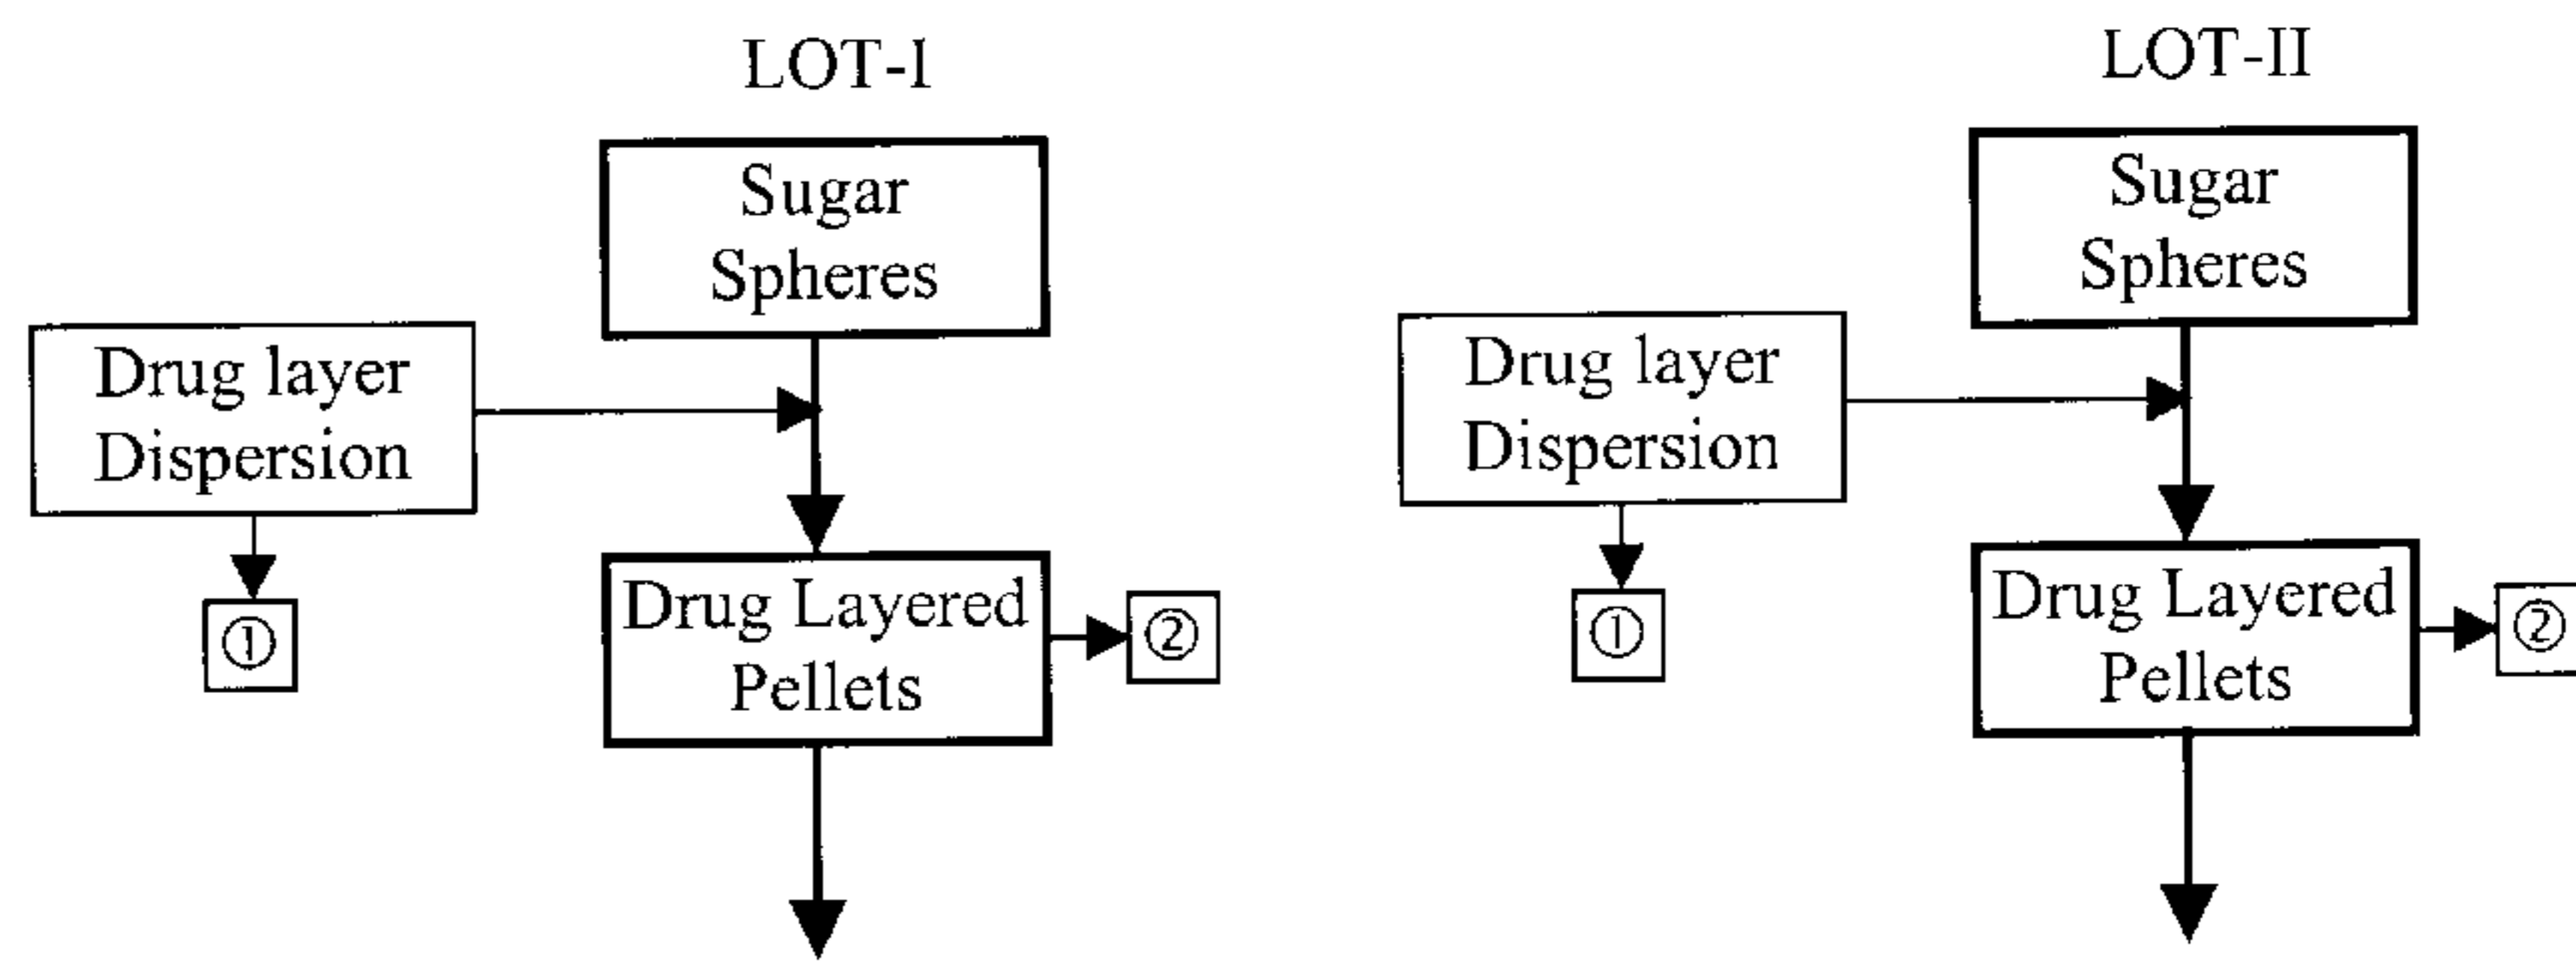 LOT-I
Sugar
Spheres
Drug layer
Dispersion
①
Drug Layered
Pellets
②
LOT-II
Sugar
Spheres
Drug layer
Dispersion
①
Drug Layered
Pellets
②